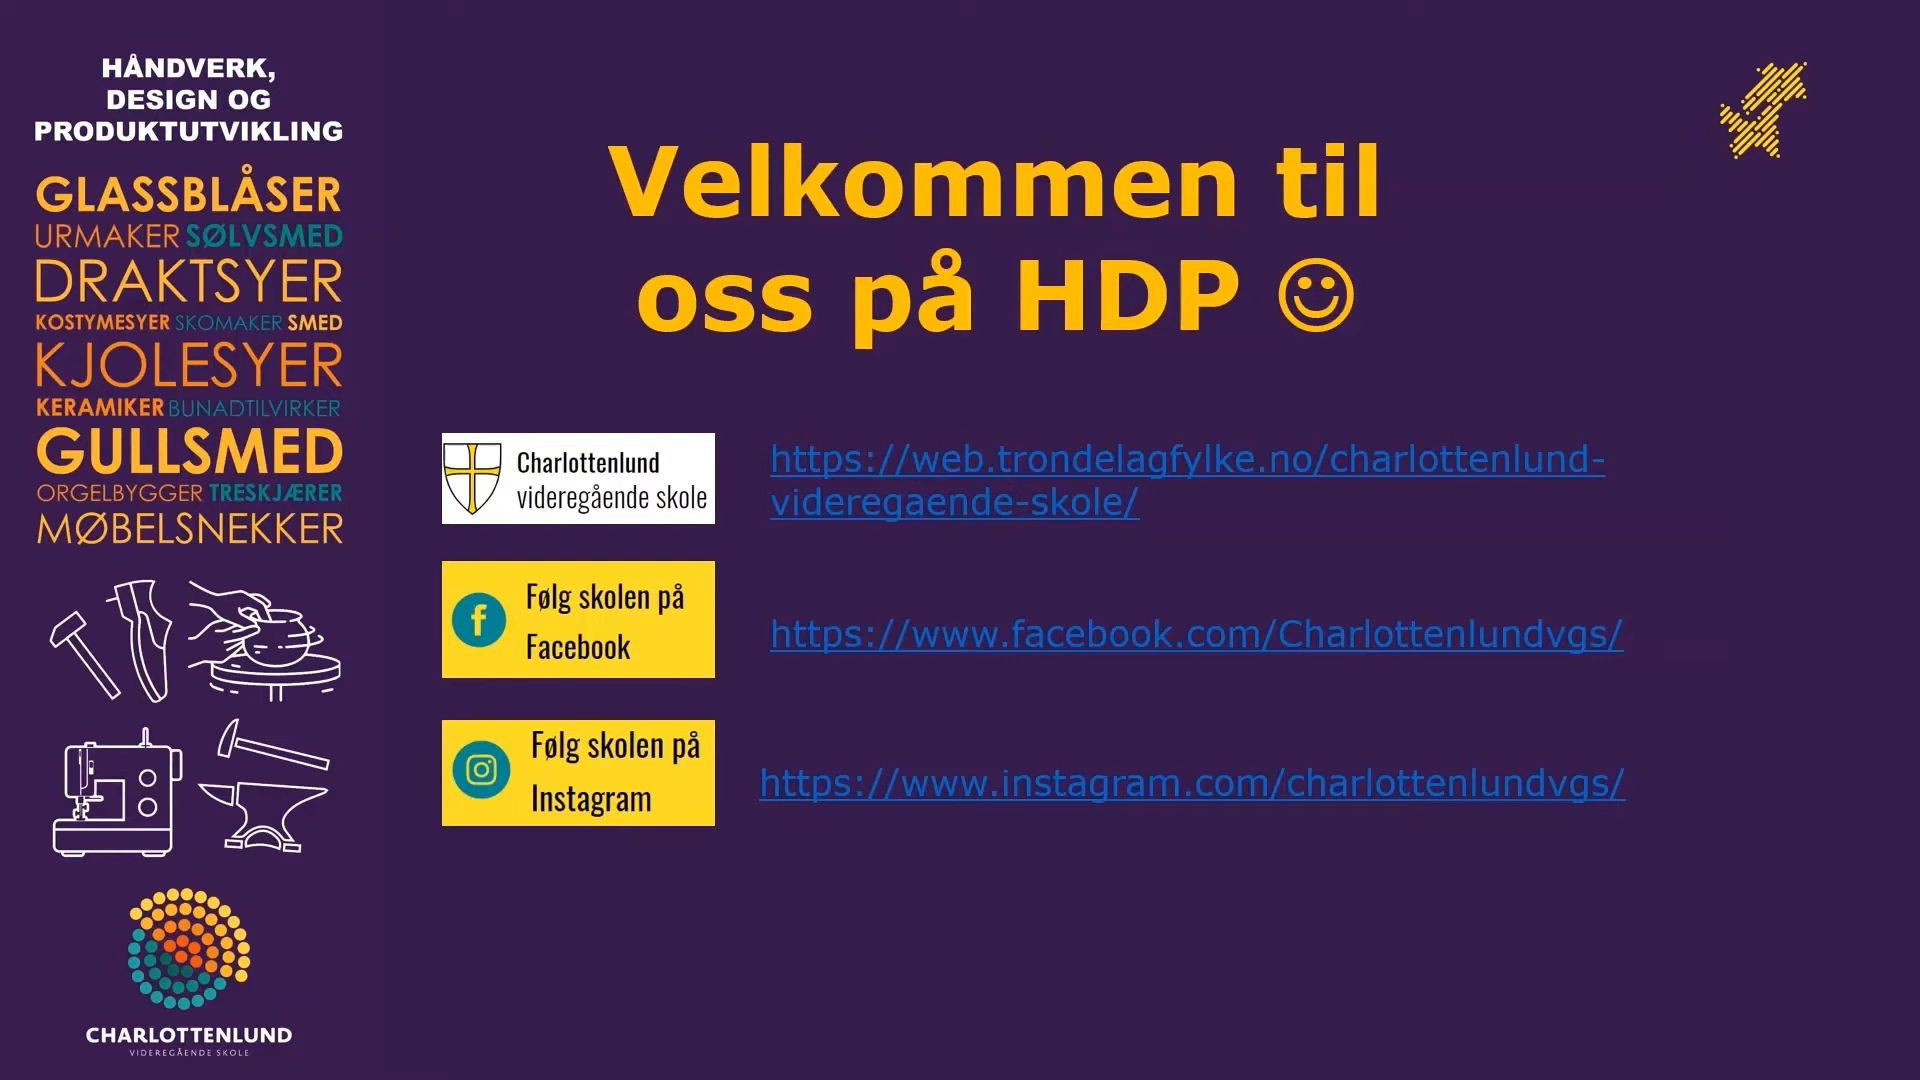 HÅNDVERK,
DESIGN OG
PRODUKTUTVIKLING
GLASSBLÅSER
URMAKER SØLVSMED
DRAKTSYER
KOSTYMESYER SKOMAKER SMED
KJOLESYER
KERAMIKER BUNADTILVIRKER
GULLSMED
ORGELBYGGER TRESKJÆRER
MØBELSNEKKER
CHARLOTTENLUND
VIDEREGÅENDE SKOLE
Velkommen til
oss på HDP ☺
Charlottenlund
videregående skole
https://web.trondelagfylke.no/charlottenlund-
videregaende-skole/
Følg skolen på
Facebook
https://www.facebook.com/Charlottenlundvgs/
Følg skolen på
Instagram
https://www.instagram.com/charlottenlundvgs/